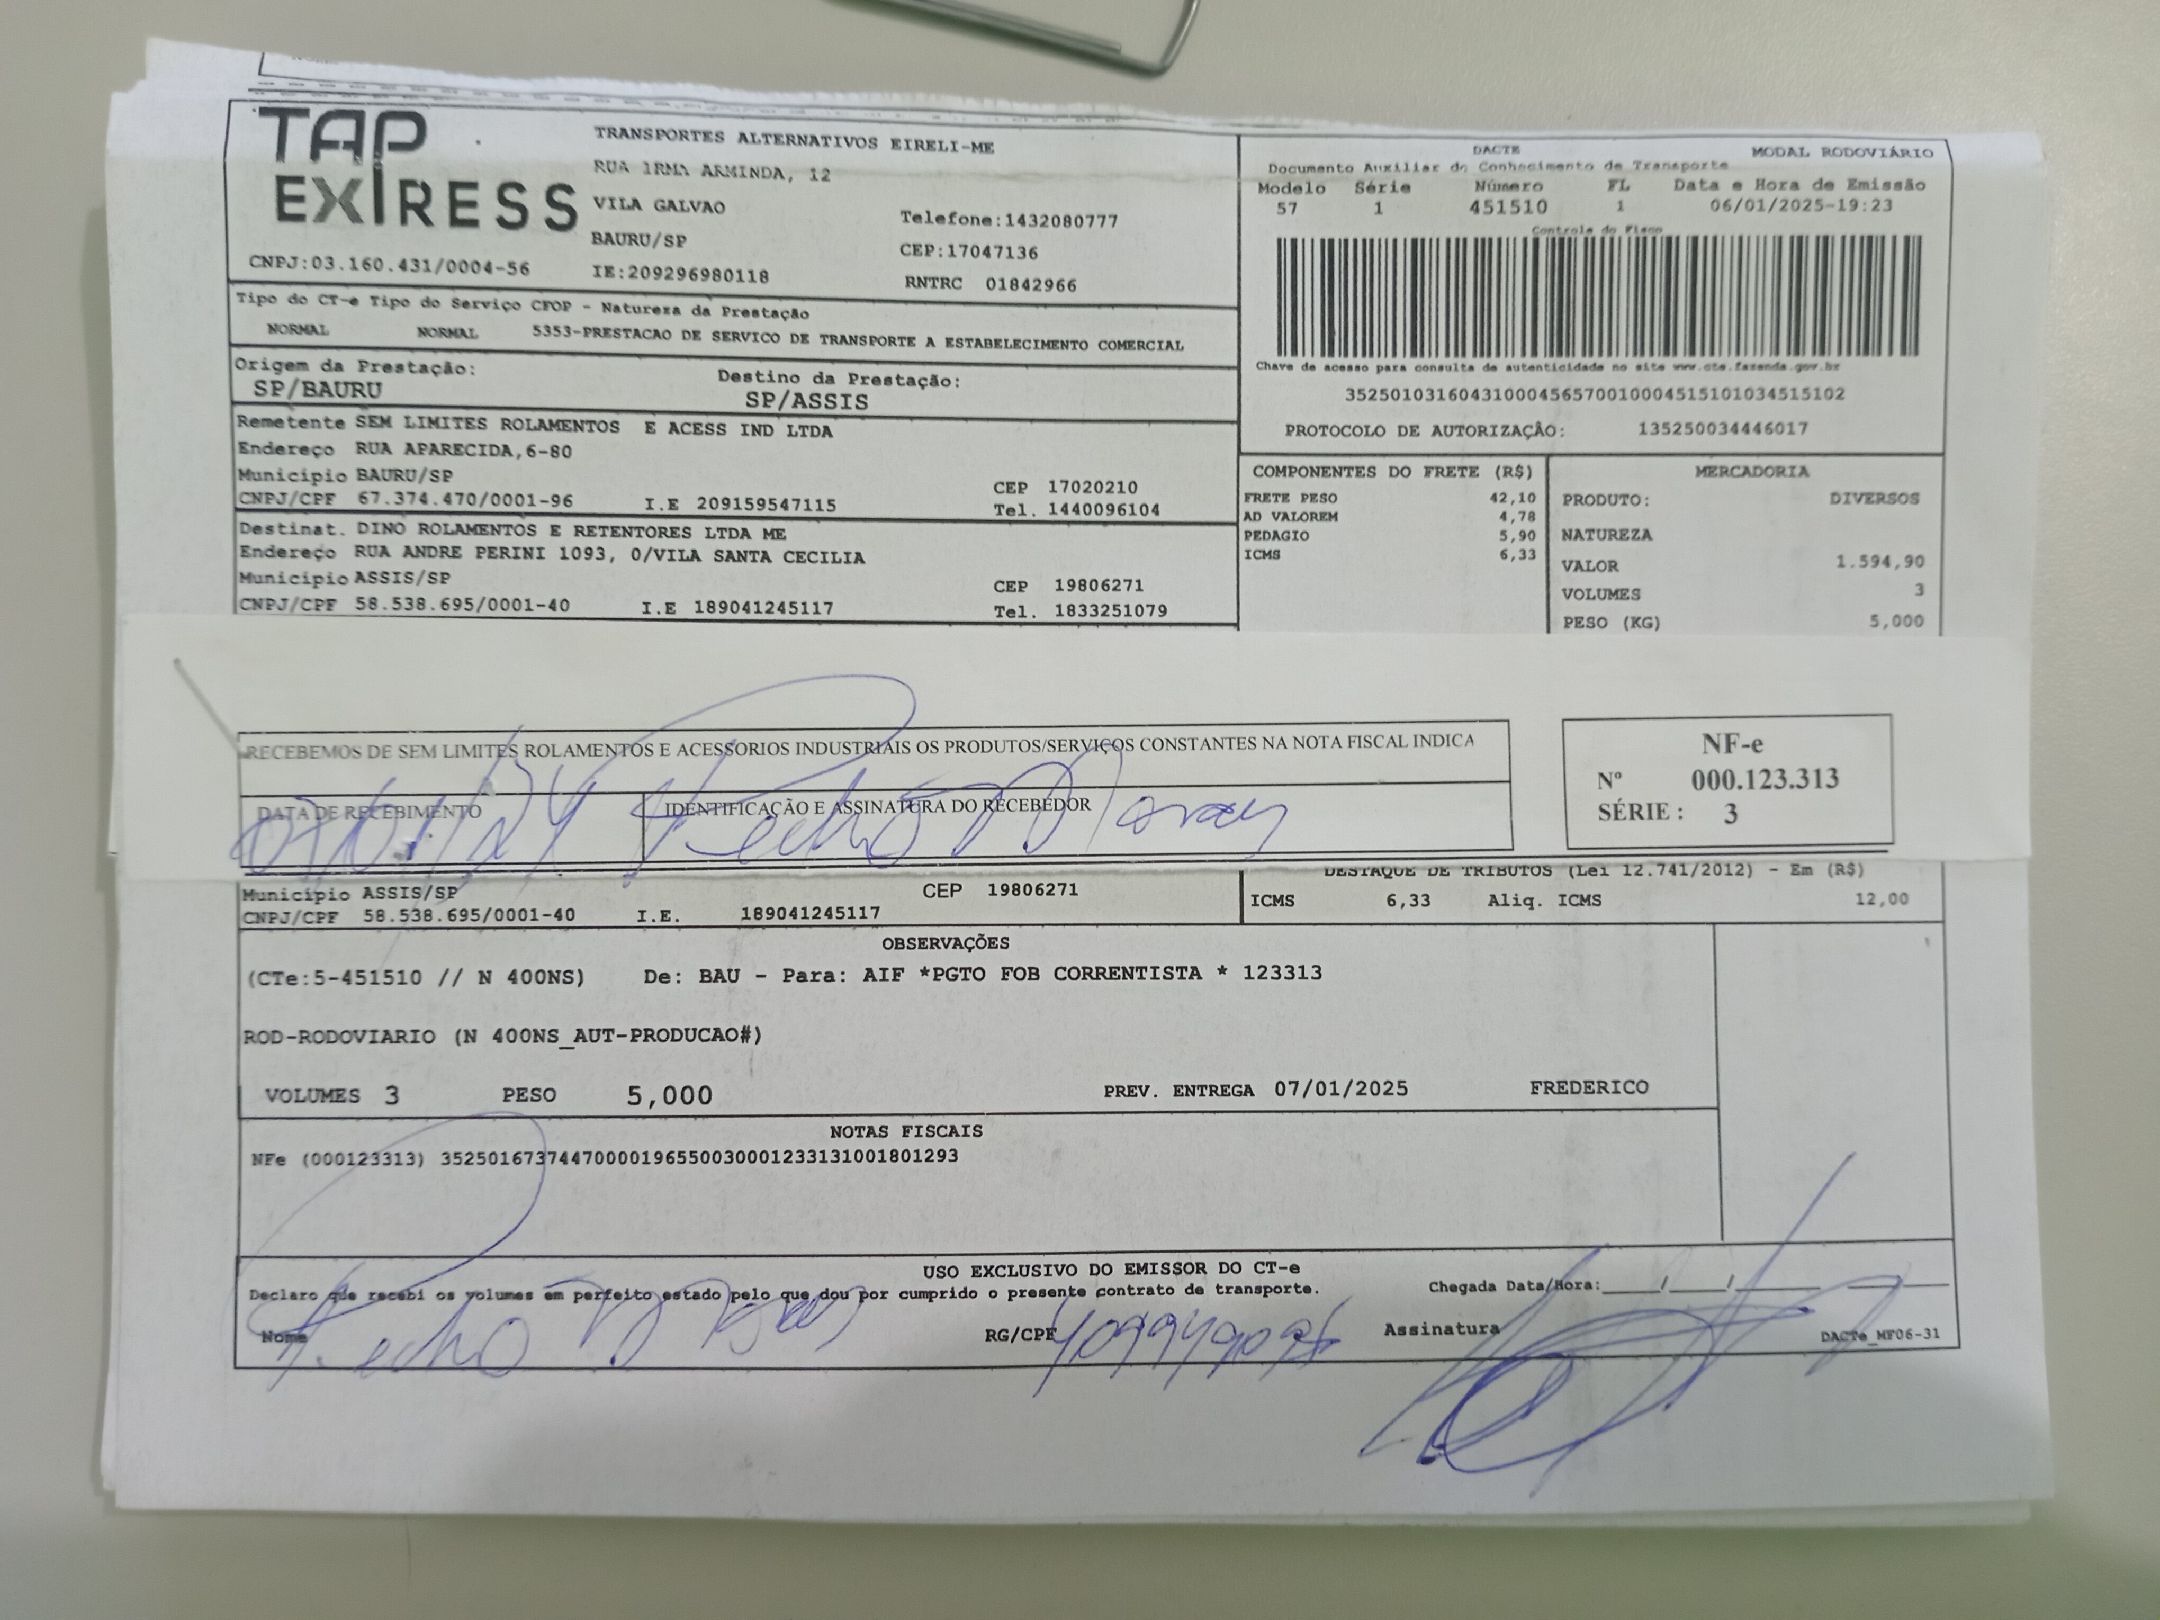 TAP
EXPRESS
CNPJ:03.160.431/0004-56
TRANSPORTES ALTERNATIVOS EIRELI-ME
RUA IRMA ARMINDA, 12
VILA GALVAO
BAURU/SP
IE:209296980118
Telefone:1432080777
CEP:17047136
RNTRC 01842966
DACTE MODAL RODOVIÁRIO
Documento Auxiliar do Conhecimento de Transporte
Modelo Série Número FL Data e Hora de Emissão
57 1 451510 1 06/01/2025-19:23
Controle do Fisco
Chave de acesso para consulta de autenticidade no site www.cte.fazenda.gov.br
35250103160431000456570010004515101034515102
PROTOCOLO DE AUTORIZAÇÃO: 135250034446017
Tipo do CT-e Tipo do Serviço CFOP - Natureza da Prestação
NORMAL NORMAL 5353-PRESTACAO DE SERVICO DE TRANSPORTE A ESTABELECIMENTO COMERCIAL
Origem da Prestação: Destino da Prestação:
SP/BAURU SP/ASSIS
Remetente SEM LIMITES ROLAMENTOS E ACESS IND LTDA
Endereço RUA APARECIDA,6-80
Município BAURU/SP CEP 17020210
CNPJ/CPF 67.374.470/0001-96 I.E 209159547115 Tel. 1440096104
Destinat. DINO ROLAMENTOS E RETENTORES LTDA ME
Endereço RUA ANDRE PERINI 1093, 0/VILA SANTA CECILIA
Município ASSIS/SP CEP 19806271
CNPJ/CPF 58.538.695/0001-40 I.E 189041245117 Tel. 1833251079
COMPONENTES DO FRETE (R$)
FRETE PESO 42,10
AD VALOREM 4,78
PEDAGIO 5,90
ICMS 6,33
MERCADORIA
PRODUTO: DIVERSOS
NATUREZA
VALOR 1.594,90
VOLUMES 3
PESO (KG) 5,000
RECEBEMOS DE SEM LIMITES ROLAMENTOS E ACESSORIOS INDUSTRIAIS OS PRODUTOS/SERVIÇOS CONSTANTES NA NOTA FISCAL INDICA
DATA DE RECEBIMENTO IDENTIFICAÇÃO E ASSINATURA DO RECEBEDOR
Pedro
NF-e
Nº 000.123.313
SÉRIE : 3
Município ASSIS/SP CEP 19806271
CNPJ/CPF 58.538.695/0001-40 I.E. 189041245117
DESTAQUE DE TRIBUTOS (Lei 12.741/2012) - Em (R$)
ICMS 6,33 Aliq. ICMS 12,00
OBSERVAÇÕES
(CTe:5-451510 // N 400NS) De: BAU - Para: AIF *PGTO FOB CORRENTISTA * 123313
ROD-RODOVIARIO (N 400NS_AUT-PRODUCAO#)
VOLUMES 3 PESO 5,000 PREV. ENTREGA 07/01/2025 FREDERICO
NOTAS FISCAIS
NFe (000123313) 35250167374470000196550030001233131001801293
USO EXCLUSIVO DO EMISSOR DO CT-e
Declaro que recebi os volumes em perfeito estado pelo que dou por cumprido o presente contrato de transporte. Chegada Data/Hora:____/____/______ ______
Nome Pedro RG/CPF Assinatura DACTe_MF06-31